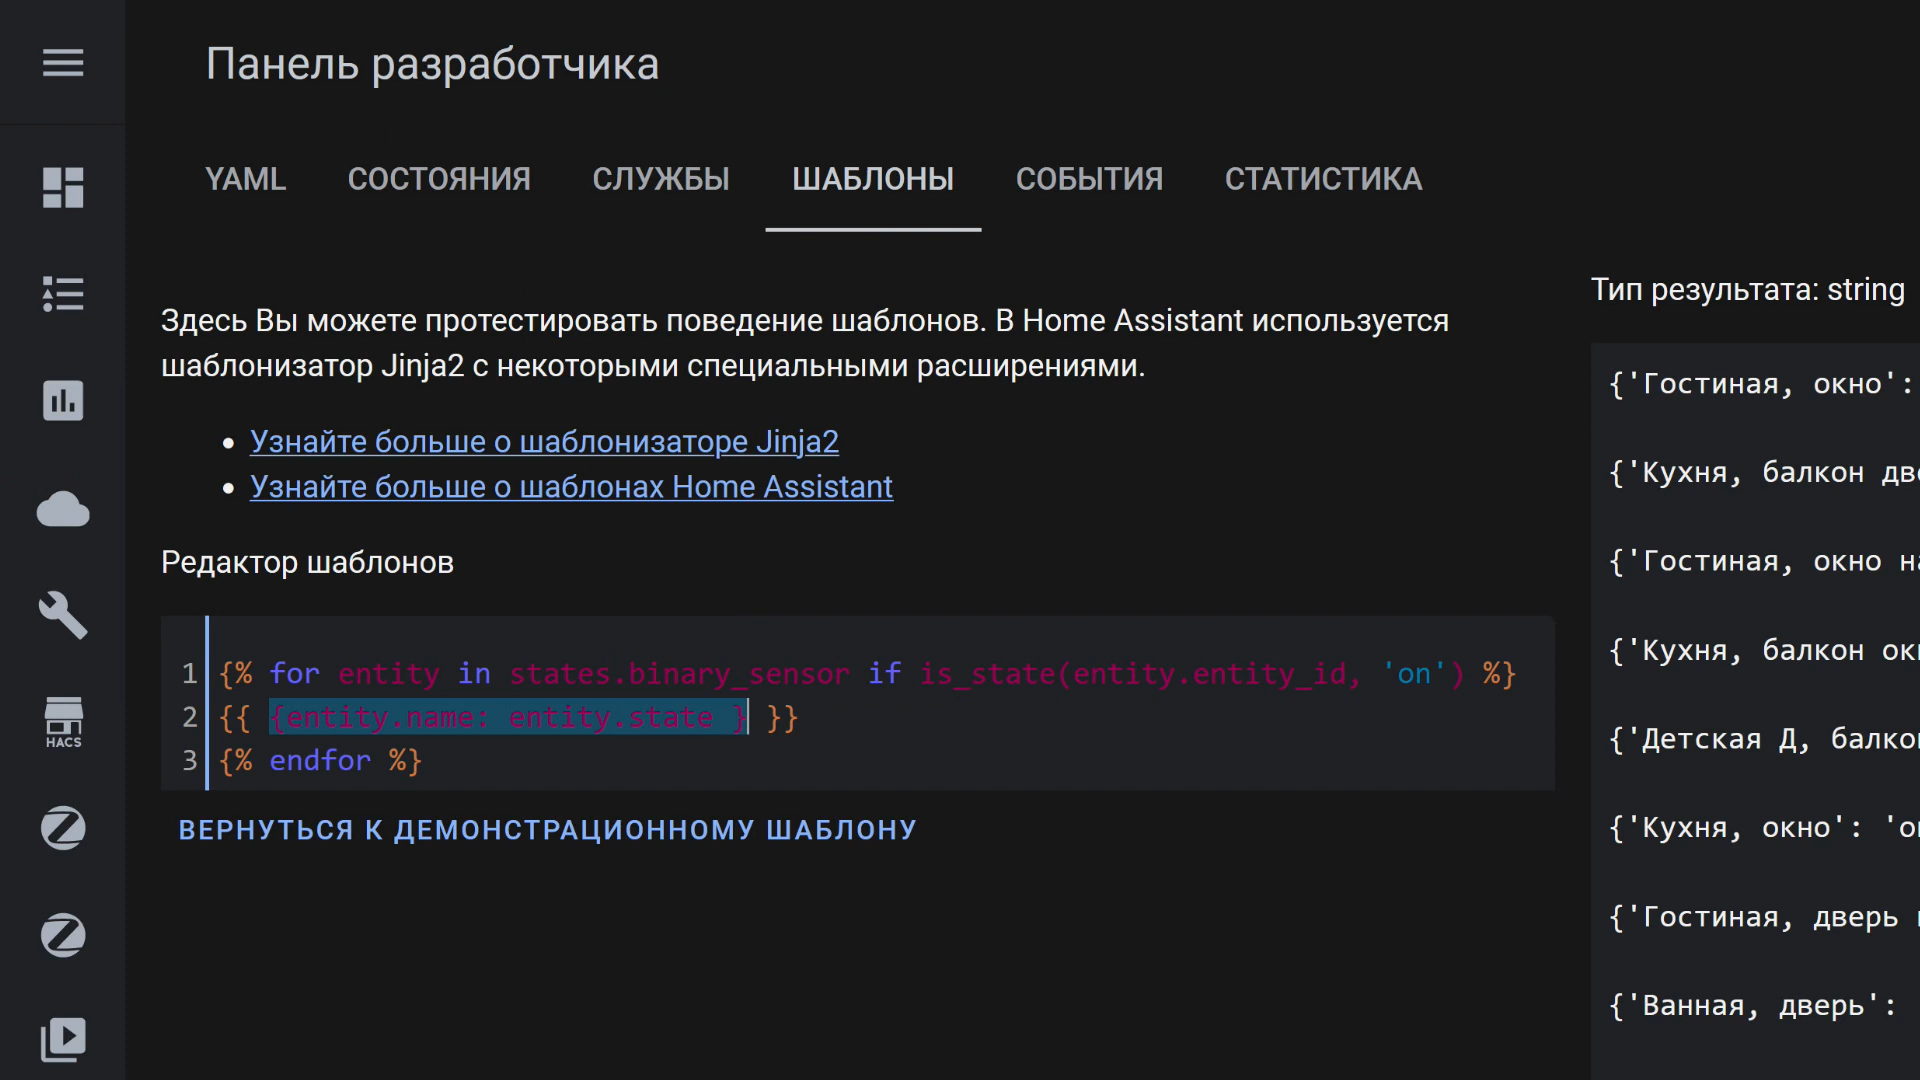 Панель разработчика
YAML СОСТОЯНИЯ СЛУЖБЫ ШАБЛОНЫ СОБЫТИЯ СТАТИСТИКА
Здесь Вы можете протестировать поведение шаблонов. В Home Assistant используется
шаблонизатор Jinja2 с некоторыми специальными расширениями.
Узнайте больше о шаблонизаторе Jinja2
Узнайте больше о шаблонах Home Assistant
Редактор шаблонов
1 {% for entity in states.binary_sensor if is_state(entity.entity_id, 'on') %}
2 {{ {entity.name: entity.state } }}
3 {% endfor %}
ВЕРНУТЬСЯ К ДЕМОНСТРАЦИОННОМУ ШАБЛОНУ
HACS
Тип результата: string
{'Гостиная, окно':
{'Кухня, балкон
{'Гостиная, окно
{'Кухня, балкон
{'Детская Д,
{'Кухня, окно':
{'Гостиная, дверь
{'Ванная, дверь':